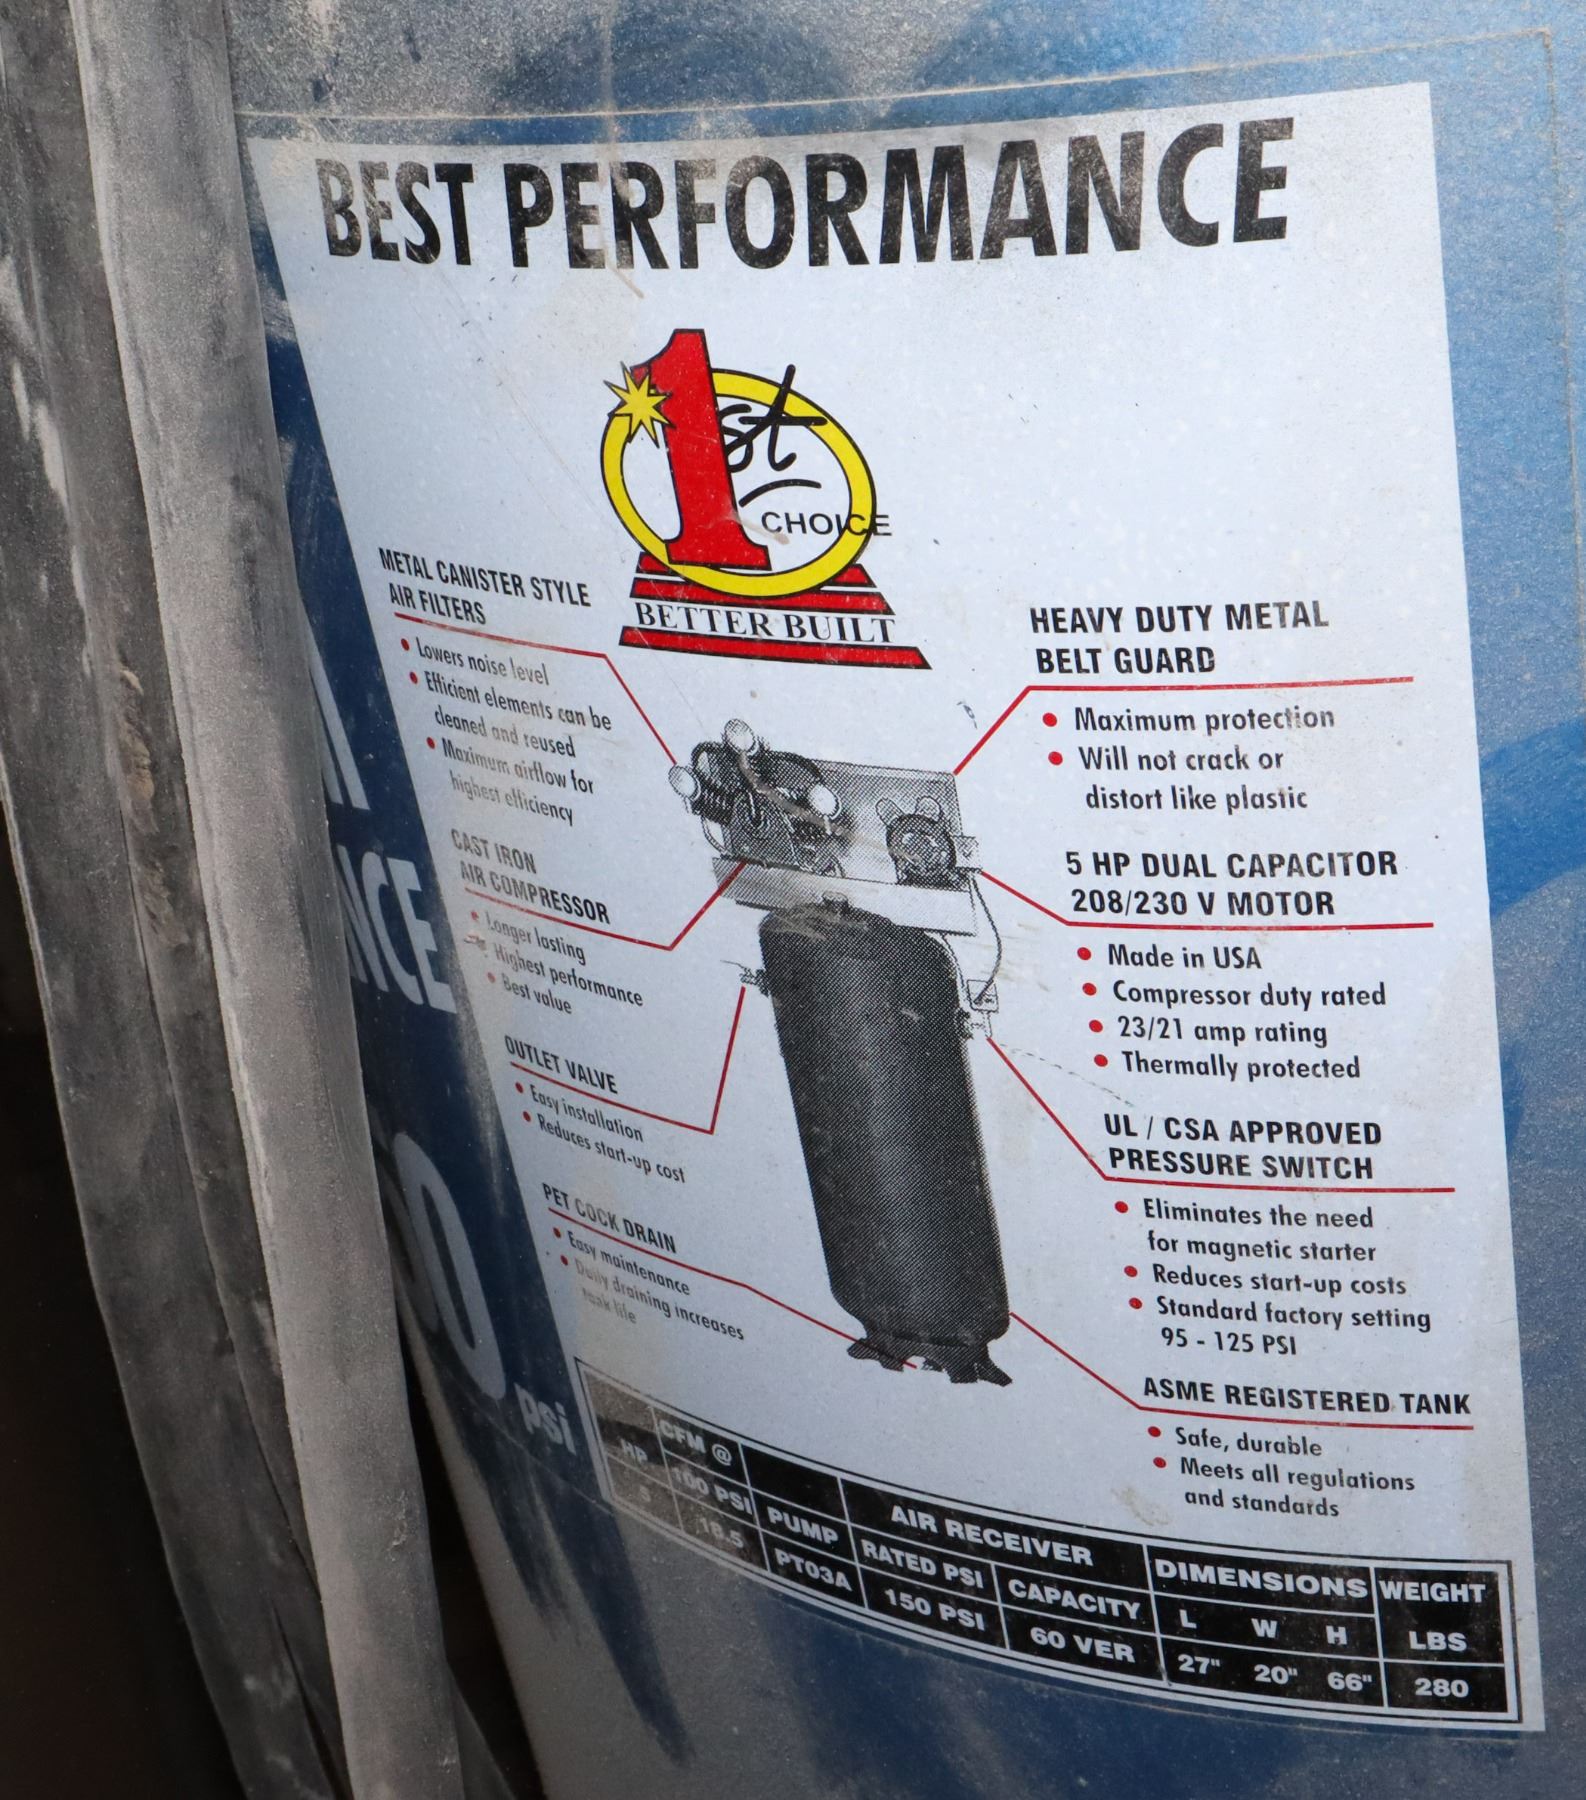 BEST PERFORMANCE
1st
CHOICE
BETTER BUILT
METAL CANISTER STYLE
AIR FILTERS
• Lowers noise level
• Efficient elements can be
cleaned and reused
• Maximum airflow for
highest efficiency
CAST IRON
AIR COMPRESSOR
• Longer lasting
• Highest performance
• Best value
OUTLET VALVE
• Easy installation
• Reduces start-up cost
PET COCK DRAIN
• Easy maintenance
• Daily draining increases
tank life
HEAVY DUTY METAL
BELT GUARD
• Maximum protection
• Will not crack or
distort like plastic
5 HP DUAL CAPACITOR
208/230 V MOTOR
• Made in USA
• Compressor duty rated
• 23/21 amp rating
• Thermally protected
UL / CSA APPROVED
PRESSURE SWITCH
• Eliminates the need
for magnetic starter
• Reduces start-up costs
• Standard factory setting
95 - 125 PSI
ASME REGISTERED TANK
• Safe, durable
• Meets all regulations
and standards
HP CFM @ 100 PSI PUMP AIR RECEIVER DIMENSIONS WEIGHT
RATED PSI CAPACITY L W H LBS
5 18.5 PT03A 150 PSI 60 VER 27" 20" 66" 280
NCE
psi